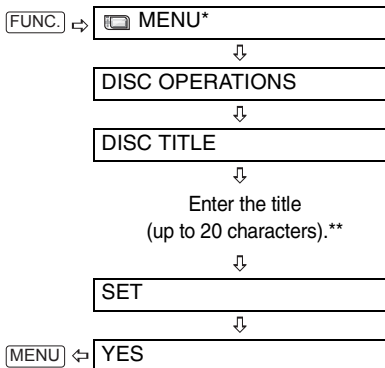 FUNC. ⇨ MENU*
⇩
DISC OPERATIONS
⇩
DISC TITLE
⇩
Enter the title
(up to 20 characters).**
⇩
SET
⇩
MENU ⇦ YES